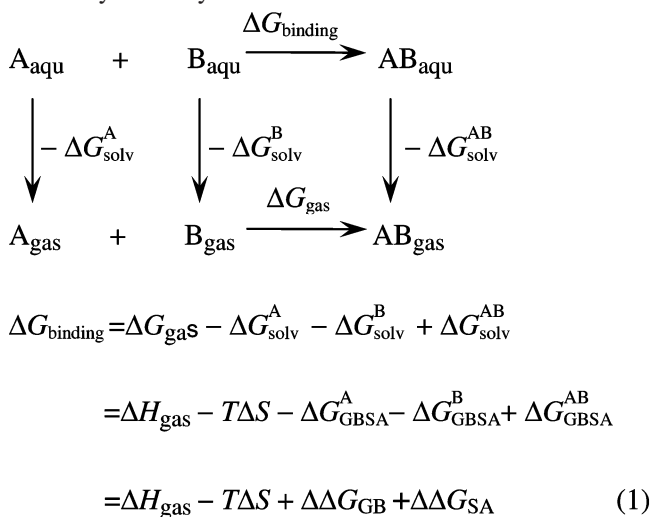 ΔG_binding
A_aqu + B_aqu AB_aqu
− ΔG^A_solv − ΔG^B_solv − ΔG^AB_solv
ΔG_gas
A_gas + B_gas AB_gas
ΔG_binding =ΔG_gas − ΔG^A_solv − ΔG^B_solv + ΔG^AB_solv
=ΔH_gas − TΔS − ΔG^A_GBSA − ΔG^B_GBSA + ΔG^AB_GBSA
=ΔH_gas − TΔS + ΔΔG_GB +ΔΔG_SA (1)